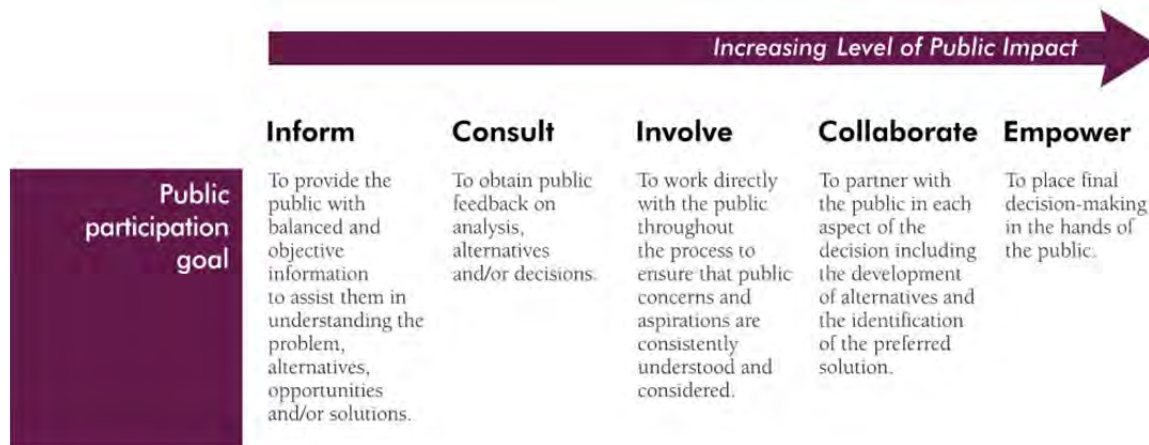 Increasing Level of Public Impact
Inform
Consult
Involve
Collaborate
Empower
Public
participation
goal
To provide the
public with
balanced and
objective
information
to assist them in
understanding the
problem,
alternatives,
opportunities
and/or solutions.
To obtain public
feedback on
analysis,
alternatives
and/or decisions.
To work directly
with the public
throughout
the process to
ensure that public
concerns and
aspirations are
consistently
understood and
considered.
To partner with
the public in each
aspect of the
decision including
the development
of alternatives and
the identification
of the preferred
solution.
To place final
decision-making
in the hands of
the public.